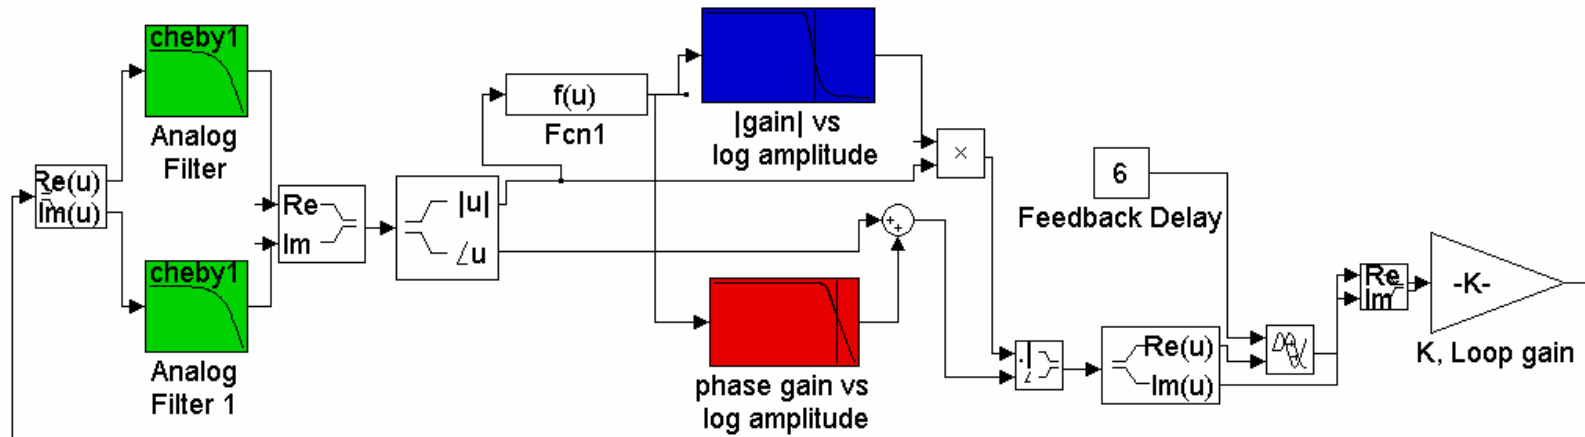 cheby1
Analog
Filter
Re(u)
Im(u)
cheby1
Analog
Filter 1
Re
Im
|u|
∠u
f(u)
Fcn1
|gain| vs
log amplitude
×
+
+
phase gain vs
log amplitude
6
Feedback Delay
|.|
∠
Re(u)
Im(u)
Re
Im
-K-
K, Loop gain